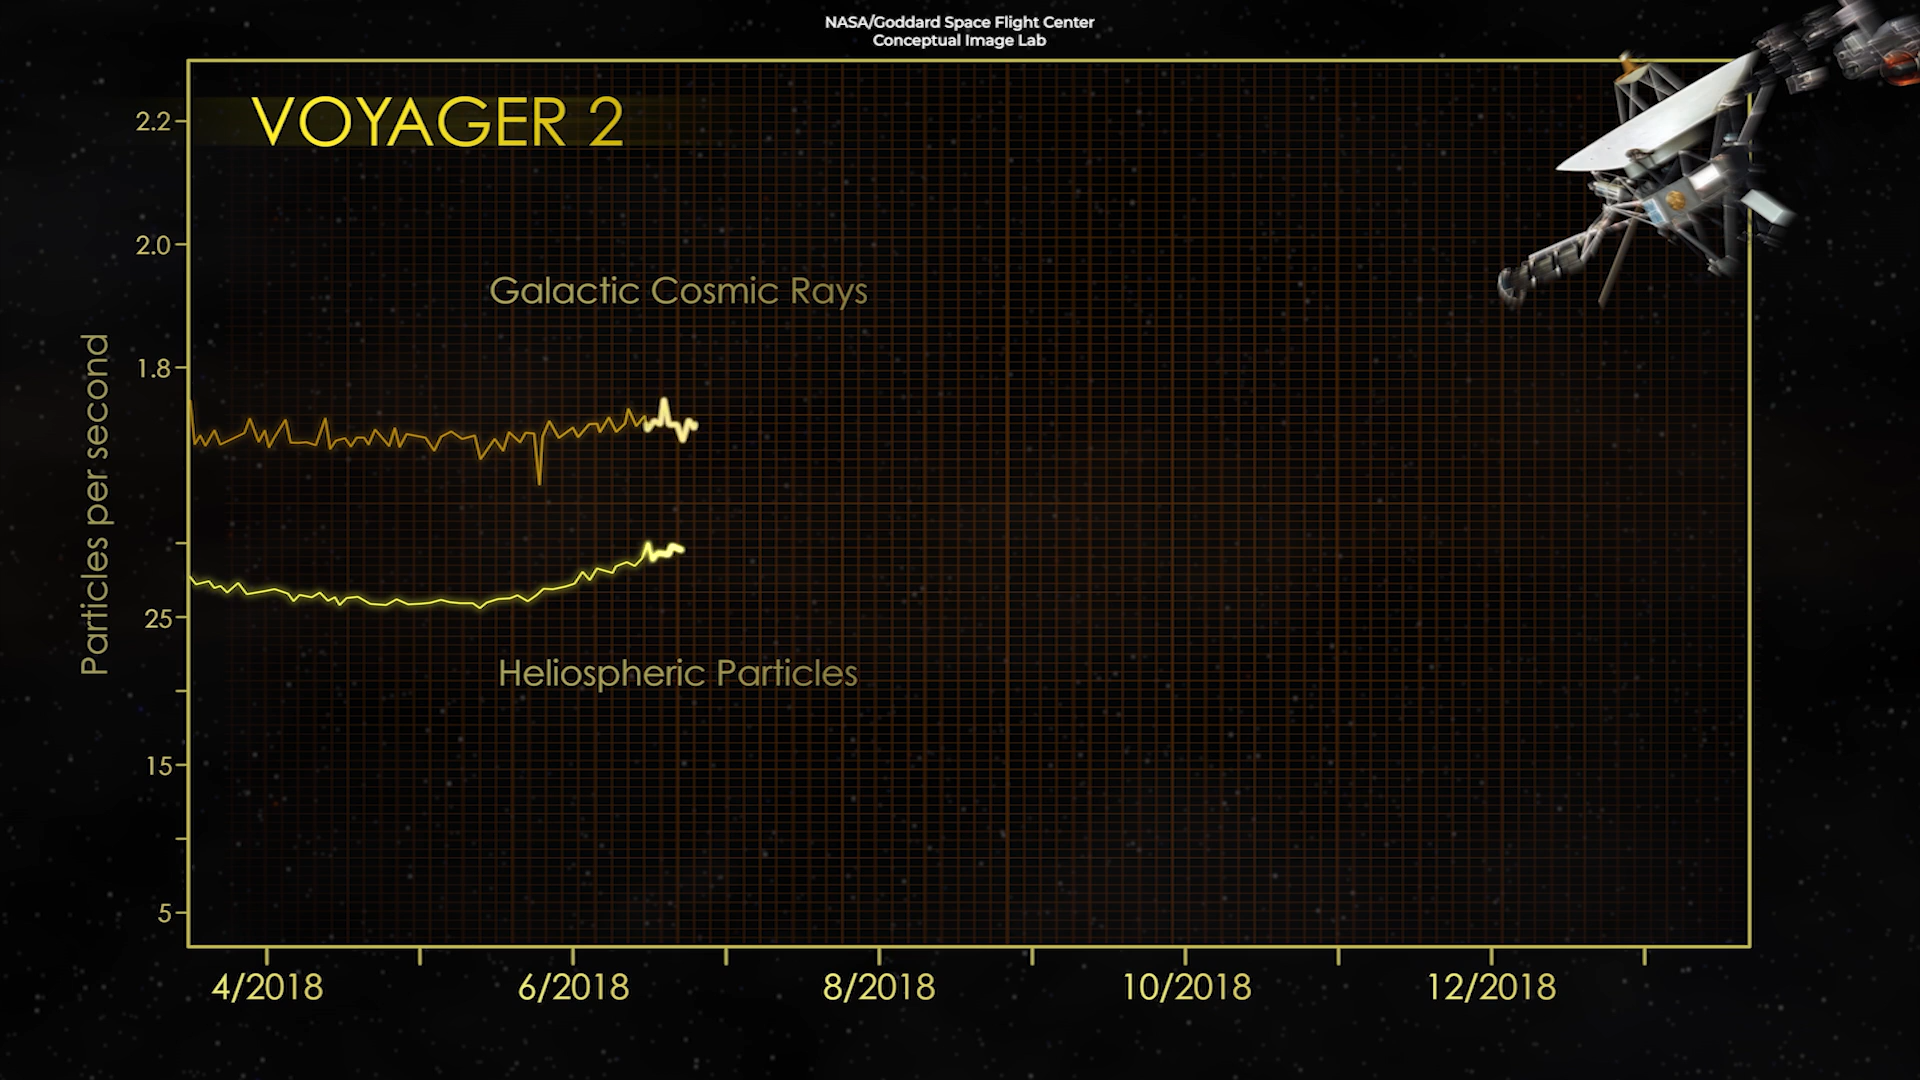 NASA/Goddard Space Flight Center
Conceptual Image Lab
VOYAGER 2
2.2
2.0
Galactic Cosmic Rays
1.8
Particles per second
25
Heliospheric Particles
15
5
4/2018
6/2018
8/2018
10/2018
12/2018